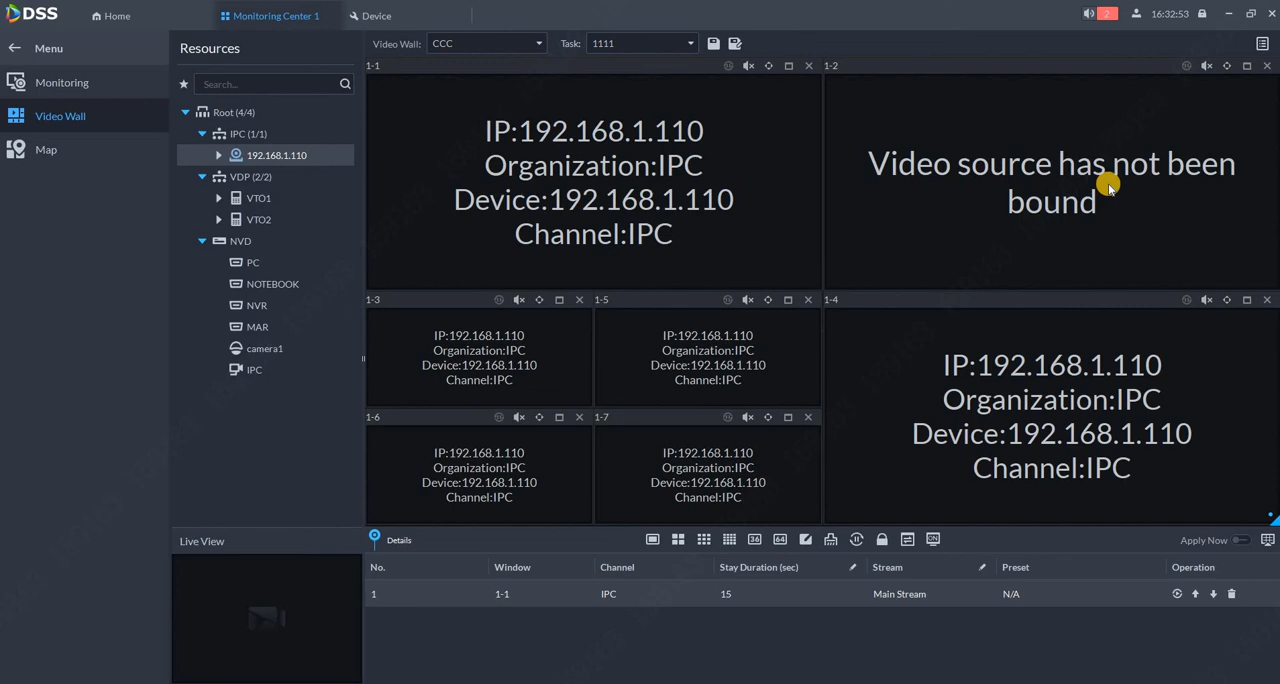 DSS
Home
Monitoring Center 1
Device
2
16:32:53
Menu
Monitoring
Video Wall
Map
Resources
Search...
Root (4/4)
IPC (1/1)
192.168.1.110
VDP (2/2)
VTO1
VTO2
NVD
PC
NOTEBOOK
NVR
MAR
camera1
IPC
Live View
Video Wall: CCC Task: 1111
1-1
IP:192.168.1.110
Organization:IPC
Device:192.168.1.110
Channel:IPC
1-2
Video source has not been
bound
1-3
IP:192.168.1.110
Organization:IPC
Device:192.168.1.110
Channel:IPC
1-5
IP:192.168.1.110
Organization:IPC
Device:192.168.1.110
Channel:IPC
1-4
IP:192.168.1.110
Organization:IPC
Device:192.168.1.110
Channel:IPC
1-6
IP:192.168.1.110
Organization:IPC
Device:192.168.1.110
Channel:IPC
1-7
IP:192.168.1.110
Organization:IPC
Device:192.168.1.110
Channel:IPC
Details
36
64
ON
Apply Now
No. Window Channel Stay Duration (sec) Stream Preset Operation
1 1-1 IPC 15 Main Stream N/A